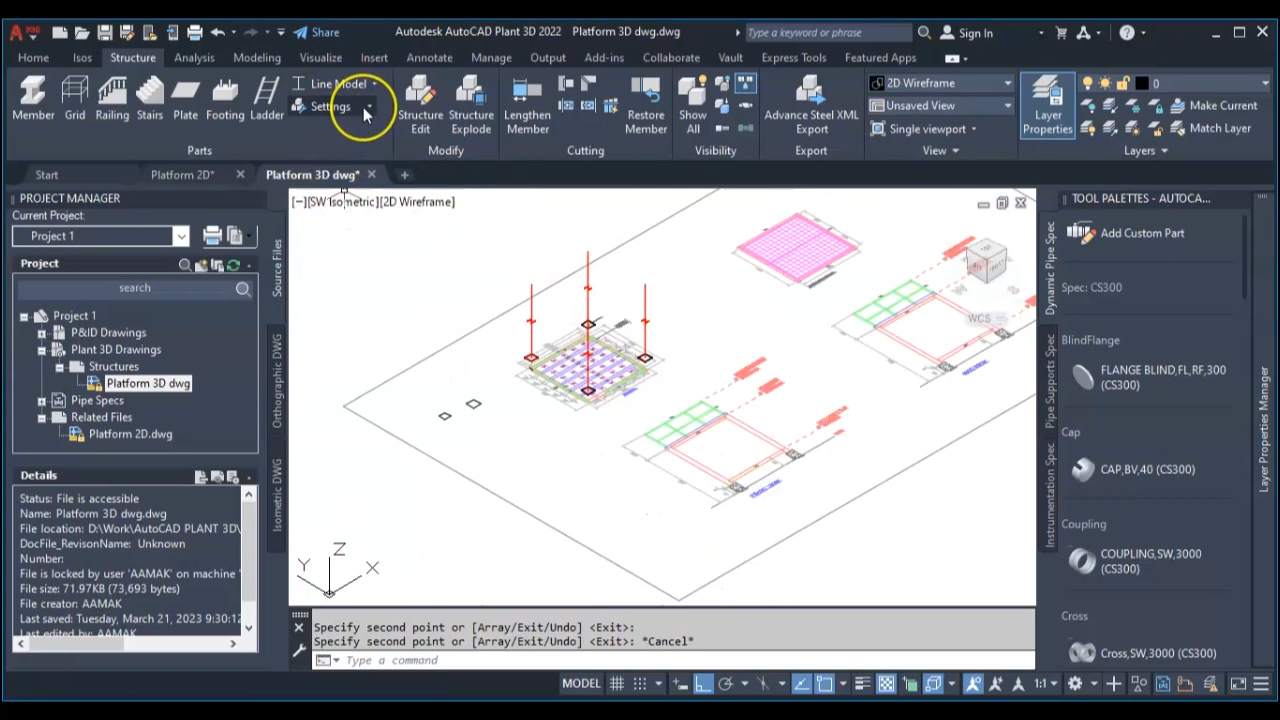 Share
Autodesk AutoCAD Plant 3D 2022 Platform 3D dwg.dwg
Type a keyword or phrase
Sign In
Home Isos Structure Analysis Modeling Visualize Insert Annotate Manage Output Add-ins Collaborate Vault Express Tools Featured Apps
Line Model
Settings
Member Grid Railing Stairs Plate Footing Ladder
Structure Edit
Structure Explode
Lengthen Member
Restore Member
Show All
Advance Steel XML Export
2D Wireframe
Unsaved View
Single viewport
Layer Properties
0
Make Current
Match Layer
Parts Modify Cutting Visibility Export View Layers
Start Platform 2D* Platform 3D dwg*
PROJECT MANAGER
Current Project:
Project 1
Project
search
Project 1
P&ID Drawings
Plant 3D Drawings
Structures
Platform 3D dwg
Pipe Specs
Related Files
Platform 2D.dwg
Details
Status: File is accessible
Name: Platform 3D dwg.dwg
File location: D:\Work\AutoCAD PLANT 3D\
DocFile_RevisonName: Unknown
Number:
File is locked by user 'AAMAK' on machine '
File size: 71.97KB (73,693 bytes)
File creator: AAMAK
Last saved: Tuesday, March 21, 2023 9:30:12
Last edited by: AAMAK
Source Files
Orthographic DWG
Isometric DWG
[−][SW Isometric][2D Wireframe]
TOP
WCS
Z
Y
X
Specify second point or [Array/Exit/Undo] <Exit>:
Specify second point or [Array/Exit/Undo] <Exit>: *Cancel*
Type a command
TOOL PALETTES - AUTOCA...
Dynamic Pipe Spec
Pipe Supports Spec
Instrumentation Spec
Add Custom Part
Spec: CS300
BlindFlange
FLANGE BLIND,FL,RF,300
(CS300)
Cap
CAP,BV,40 (CS300)
Coupling
COUPLING,SW,3000
(CS300)
Cross
Cross,SW,3000 (CS300)
Layer Properties Manager
MODEL
1:1